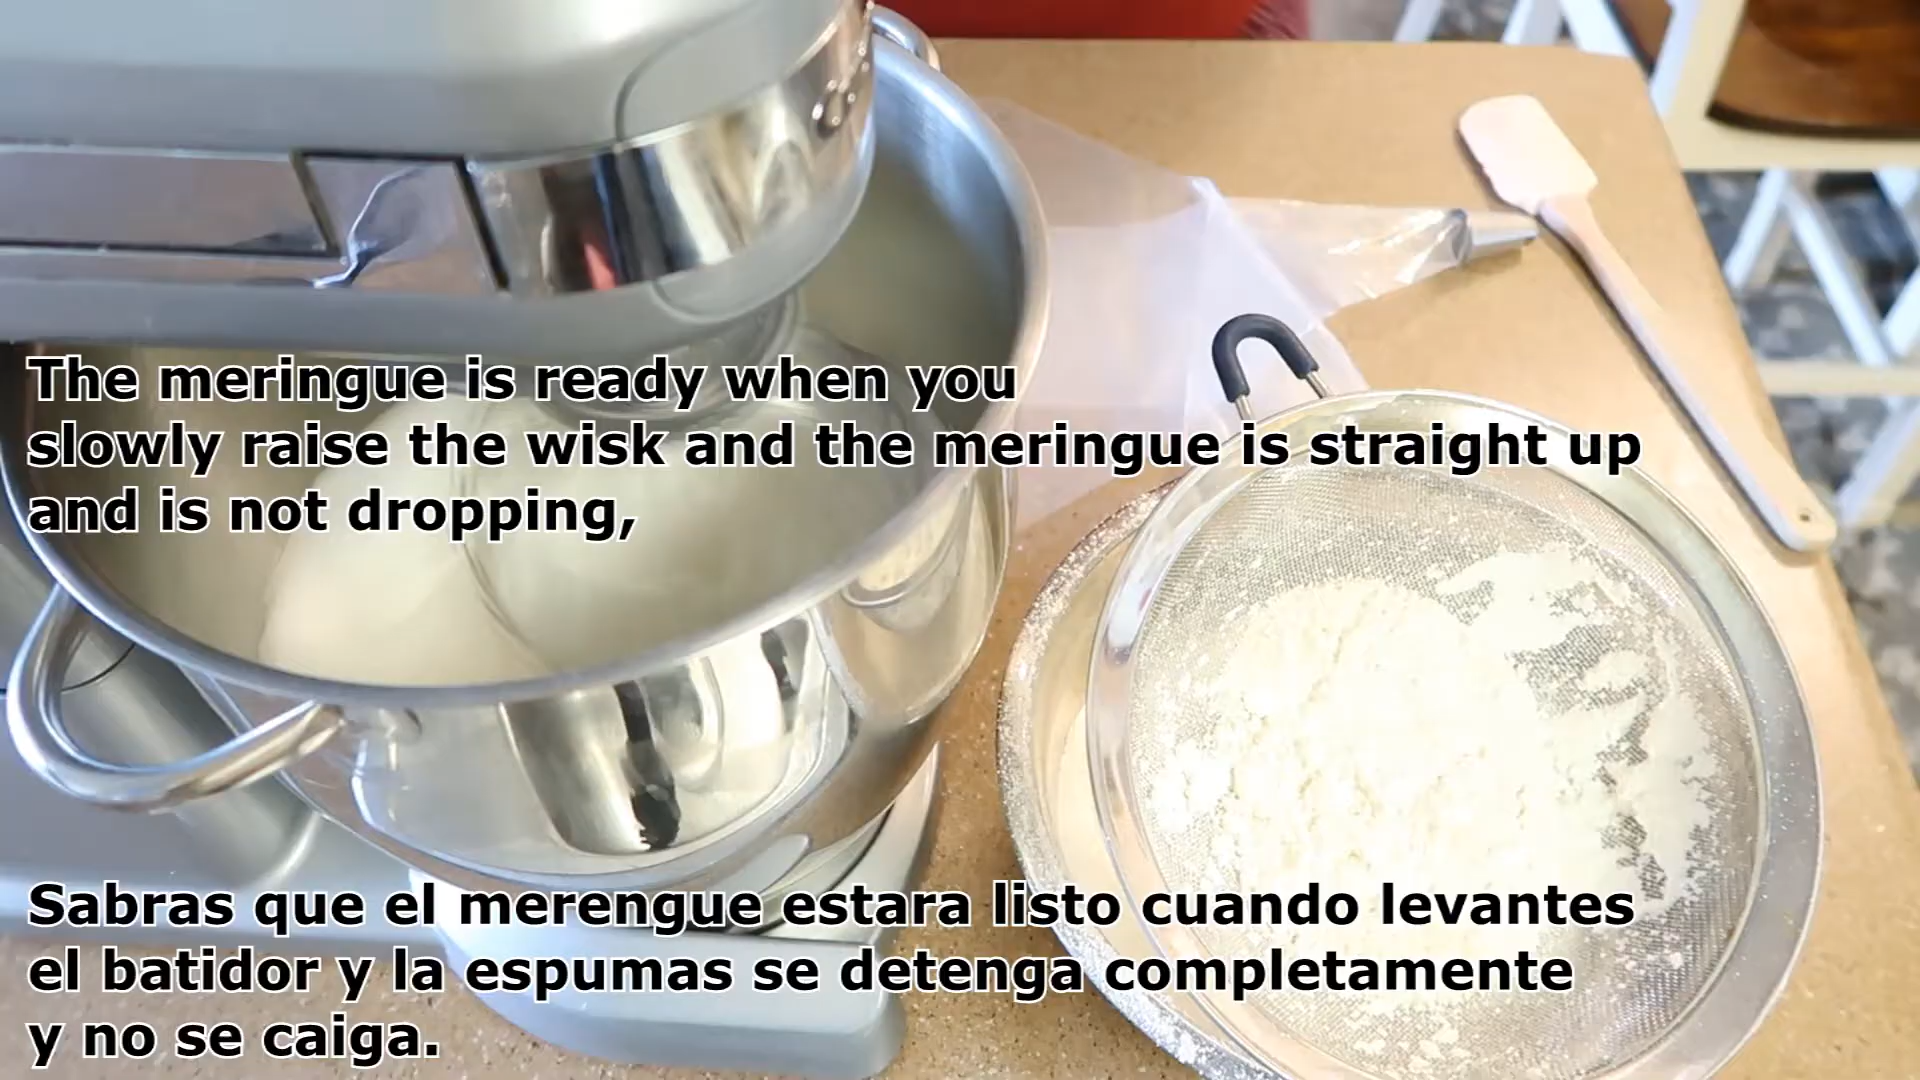 The meringue is ready when you
slowly raise the wisk and the meringue is straight up
and is not dropping,
Sabras que el merengue estara listo cuando levantes
el batidor y la espumas se detenga completamente
y no se caiga.